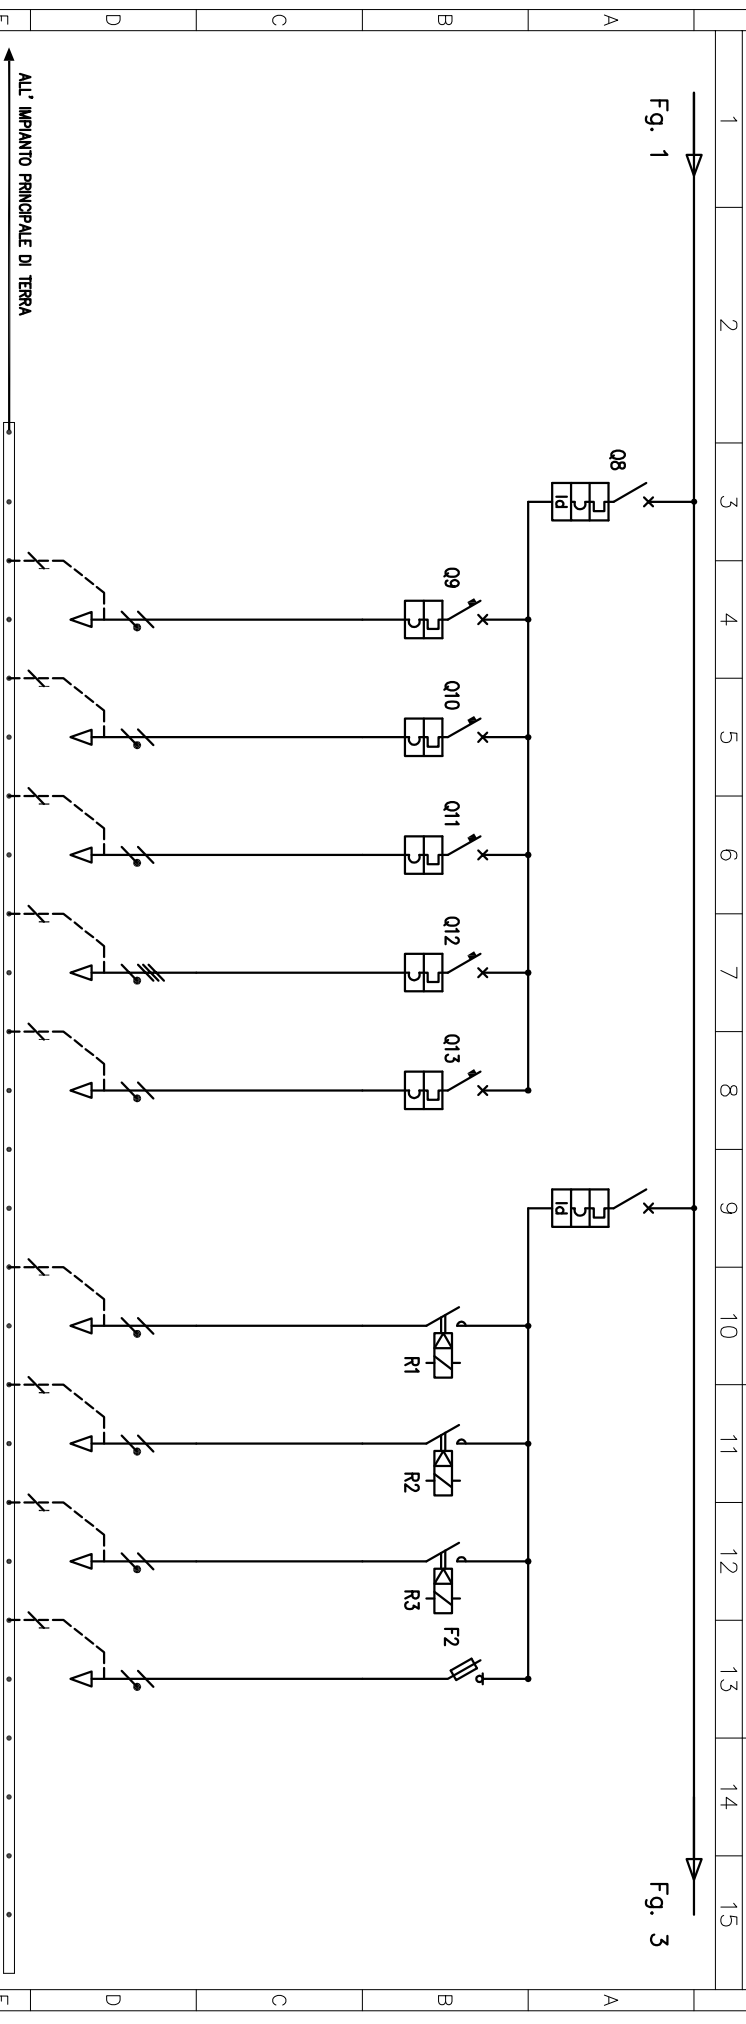 1 2 3 4 5 6 7 8 9 10 11 12 13 14 15
Fg. 1
Fg. 3
A A
Q8
Id
Id
B B
Q9 Q10 Q11 Q12 Q13
F2
R1 R2 R3
C C
D D
ALL' IMPIANTO PRINCIPALE DI TERRA